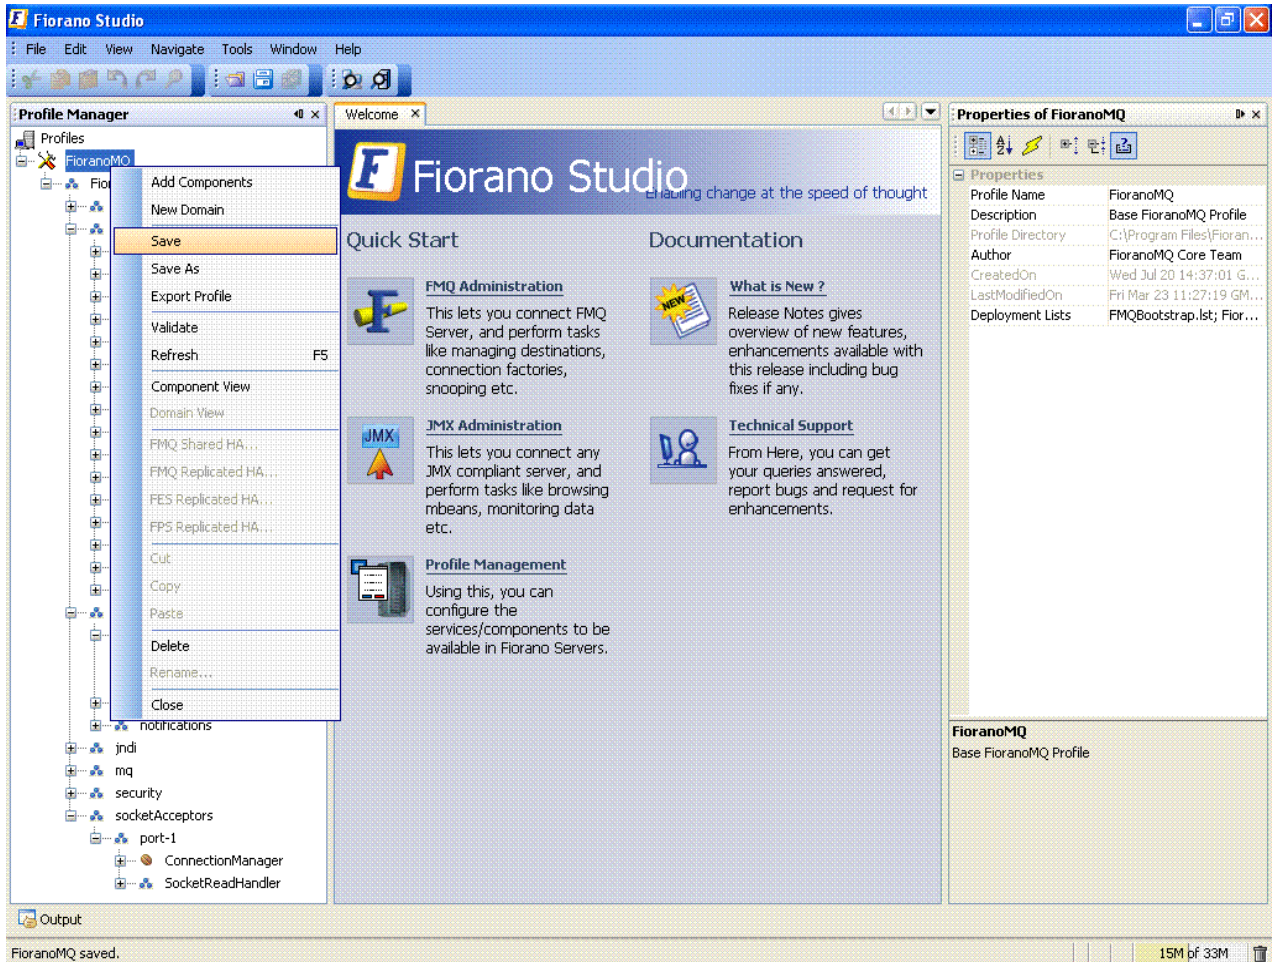 Fiorano Studio
File Edit View Navigate Tools Window Help
Profile Manager
Profiles
FioranoMQ
Fior
notifications
jndi
mq
security
socketAcceptors
port-1
ConnectionManager
SocketReadHandler
Add Components
New Domain
Save
Save As
Export Profile
Validate
Refresh F5
Component View
Domain View
FMQ Shared HA...
FMQ Replicated HA...
FES Replicated HA...
FPS Replicated HA...
Cut
Copy
Paste
Delete
Rename...
Close
Welcome
Fiorano Studio
Enabling change at the speed of thought
Quick Start
FMQ Administration
This lets you connect FMQ
Server, and perform tasks
like managing destinations,
connection factories,
snooping etc.
JMX
JMX Administration
This lets you connect any
JMX compliant server, and
perform tasks like browsing
mbeans, monitoring data
etc.
Profile Management
Using this, you can
configure the
services/components to be
available in Fiorano Servers.
Documentation
NEW
What is New ?
Release Notes gives
overview of new features,
enhancements available with
this release including bug
fixes if any.
Technical Support
From Here, you can get
your queries answered,
report bugs and request for
enhancements.
Properties of FioranoMQ
Properties
Profile Name FioranoMQ
Description Base FioranoMQ Profile
Profile Directory C:\Program Files\Fioran...
Author FioranoMQ Core Team
CreatedOn Wed Jul 20 14:37:01 G...
LastModifiedOn Fri Mar 23 11:27:19 GM...
Deployment Lists FMQBootstrap.lst; Fior...
FioranoMQ
Base FioranoMQ Profile
Output
FioranoMQ saved.
15M of 33M